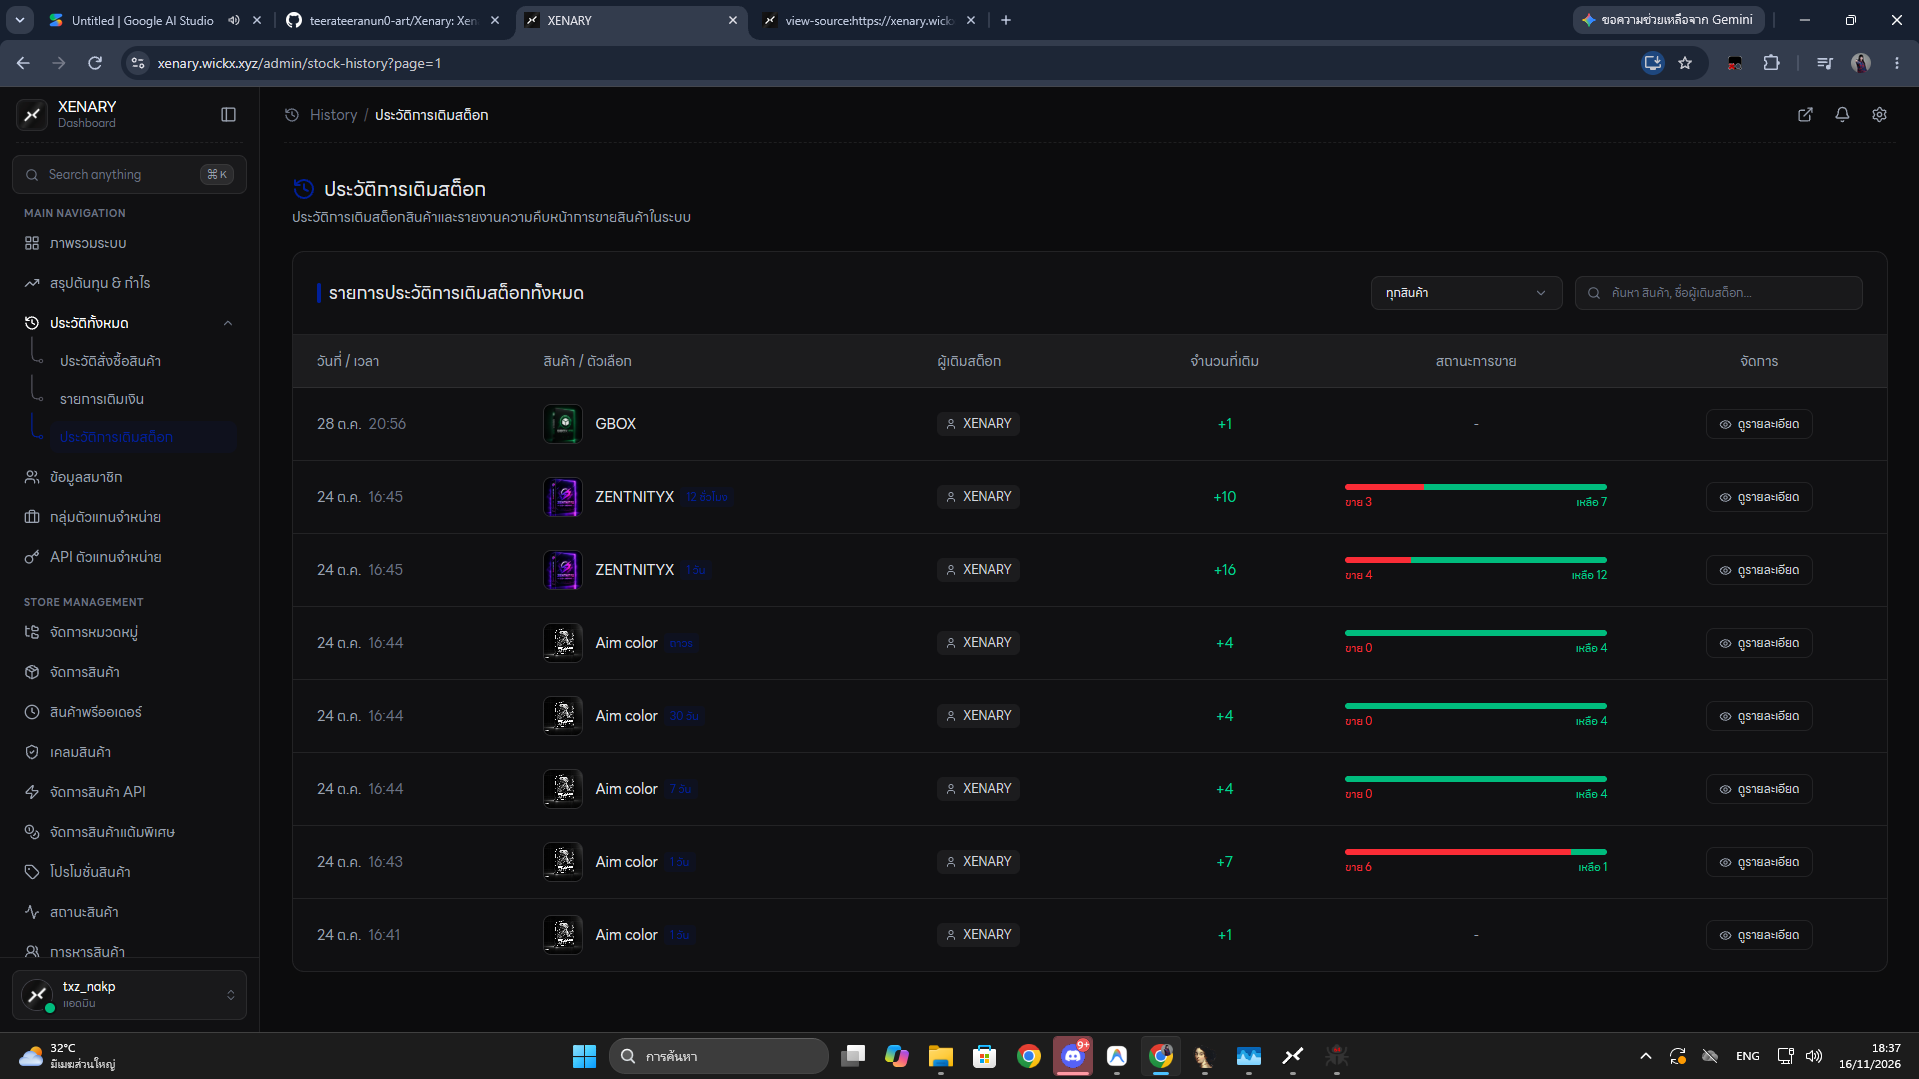 Untitled | Google AI Studio
teerateeranun0-art/Xenary: Xen
XENARY
view-source:https://xenary.wickx
ขอความช่วยเหลือจาก Gemini
xenary.wickx.xyz/admin/stock-history?page=1
XENARY
Dashboard
Search anything
⌘ K
MAIN NAVIGATION
ภาพรวมระบบ
สรุปต้นทุน & กำไร
ประวัติทั้งหมด
ประวัติสั่งซื้อสินค้า
รายการเติมเงิน
ประวัติการเติมสต็อก
ข้อมูลสมาชิก
กลุ่มตัวแทนจำหน่าย
API ตัวแทนจำหน่าย
STORE MANAGEMENT
จัดการหมวดหมู่
จัดการสินค้า
สินค้าพรีออเดอร์
เคลมสินค้า
จัดการสินค้า API
จัดการสินค้าแต้มพิเศษ
โปรโมชั่นสินค้า
สถานะสินค้า
การหารสินค้า
txz_nakp
แอดมิน
History / ประวัติการเติมสต็อก
ประวัติการเติมสต็อก
ประวัติการเติมสต็อกสินค้าและรายงานความคืบหน้าการขายสินค้าในระบบ
รายการประวัติการเติมสต็อกทั้งหมด
ทุกสินค้า
ค้นหา สินค้า, ชื่อผู้เติมสต็อก...
วันที่ / เวลา สินค้า / ตัวเลือก ผู้เติมสต็อก จำนวนที่เติม สถานะการขาย จัดการ
28 ต.ค. 20:56 GBOX XENARY +1 - ดูรายละเอียด
24 ต.ค. 16:45 ZENTNITYX 12 ชั่วโมง XENARY +10 ขาย 3 เหลือ 7 ดูรายละเอียด
24 ต.ค. 16:45 ZENTNITYX 1 วัน XENARY +16 ขาย 4 เหลือ 12 ดูรายละเอียด
24 ต.ค. 16:44 Aim color ถาวร XENARY +4 ขาย 0 เหลือ 4 ดูรายละเอียด
24 ต.ค. 16:44 Aim color 30 วัน XENARY +4 ขาย 0 เหลือ 4 ดูรายละเอียด
24 ต.ค. 16:44 Aim color 7 วัน XENARY +4 ขาย 0 เหลือ 4 ดูรายละเอียด
24 ต.ค. 16:43 Aim color 1 วัน XENARY +7 ขาย 6 เหลือ 1 ดูรายละเอียด
24 ต.ค. 16:41 Aim color 1 วัน XENARY +1 - ดูรายละเอียด
32°C
มีเมฆส่วนใหญ่
การค้นหา
9+
ENG
18:37
16/11/2026